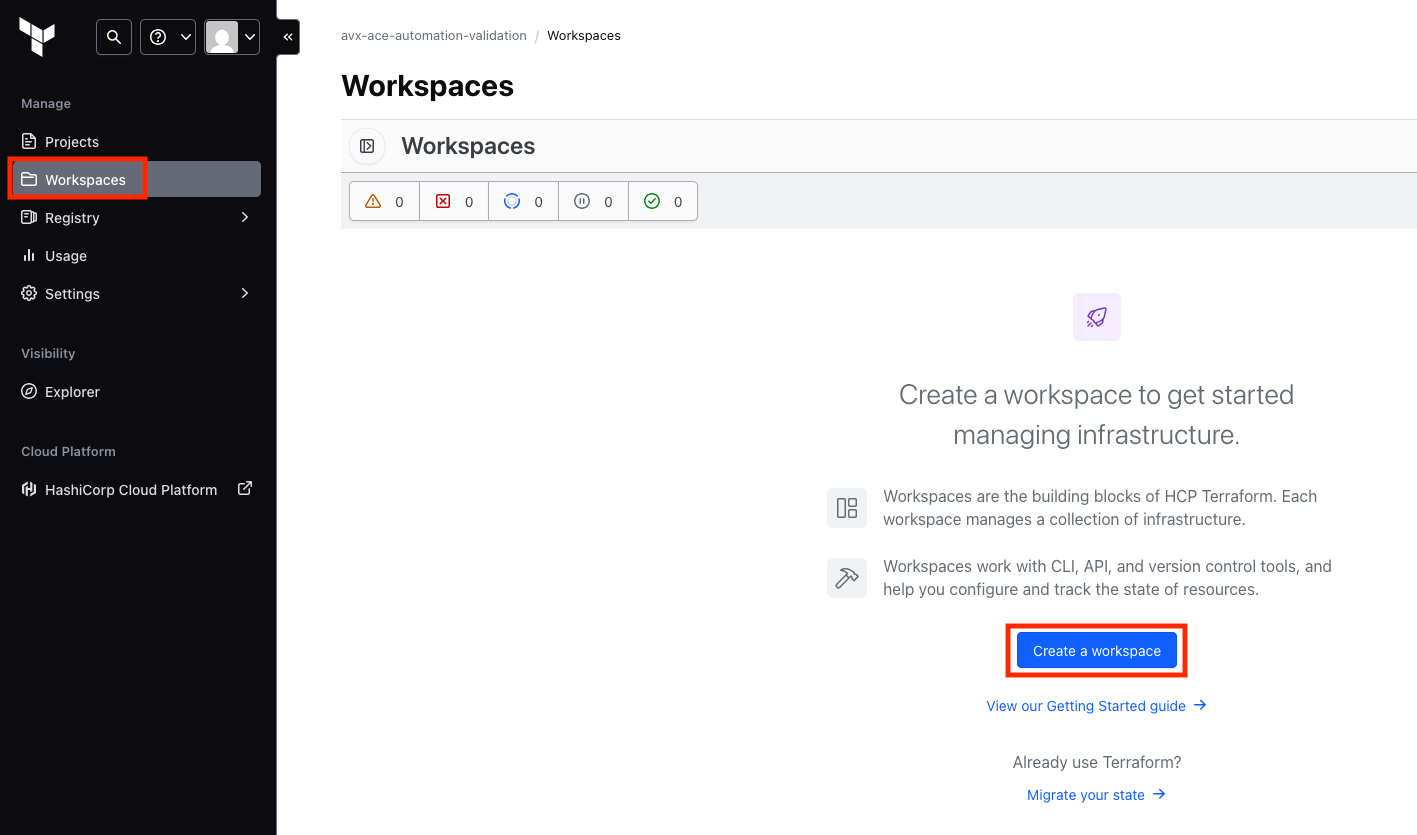 Manage
Projects
Workspaces
Registry
Usage
Settings
Visibility
Explorer
Cloud Platform
HashiCorp Cloud Platform
avx-ace-automation-validation / Workspaces
Workspaces
Workspaces
0 0 0 0 0
Create a workspace to get started
managing infrastructure.
Workspaces are the building blocks of HCP Terraform. Each
workspace manages a collection of infrastructure.
Workspaces work with CLI, API, and version control tools, and
help you configure and track the state of resources.
Create a workspace
View our Getting Started guide
Already use Terraform?
Migrate your state